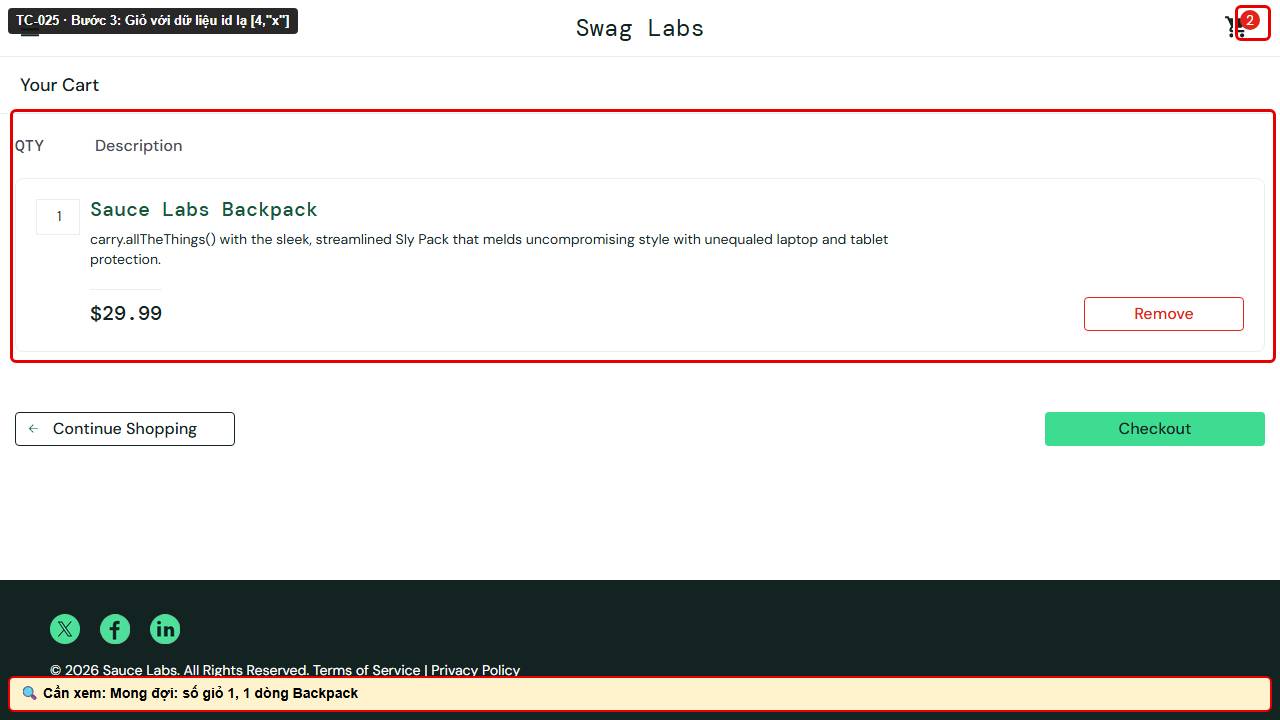 TC-025 · Bước 3: Giỏ với dữ liệu id lạ [4,"x"]
Swag Labs
2
Your Cart
QTY Description
1
Sauce Labs Backpack
carry.allTheThings() with the sleek, streamlined Sly Pack that melds uncompromising style with unequaled laptop and tablet
protection.
$29.99
Remove
Continue Shopping
Checkout
© 2026 Sauce Labs. All Rights Reserved. Terms of Service | Privacy Policy
Cần xem: Mong đợi: số giỏ 1, 1 dòng Backpack